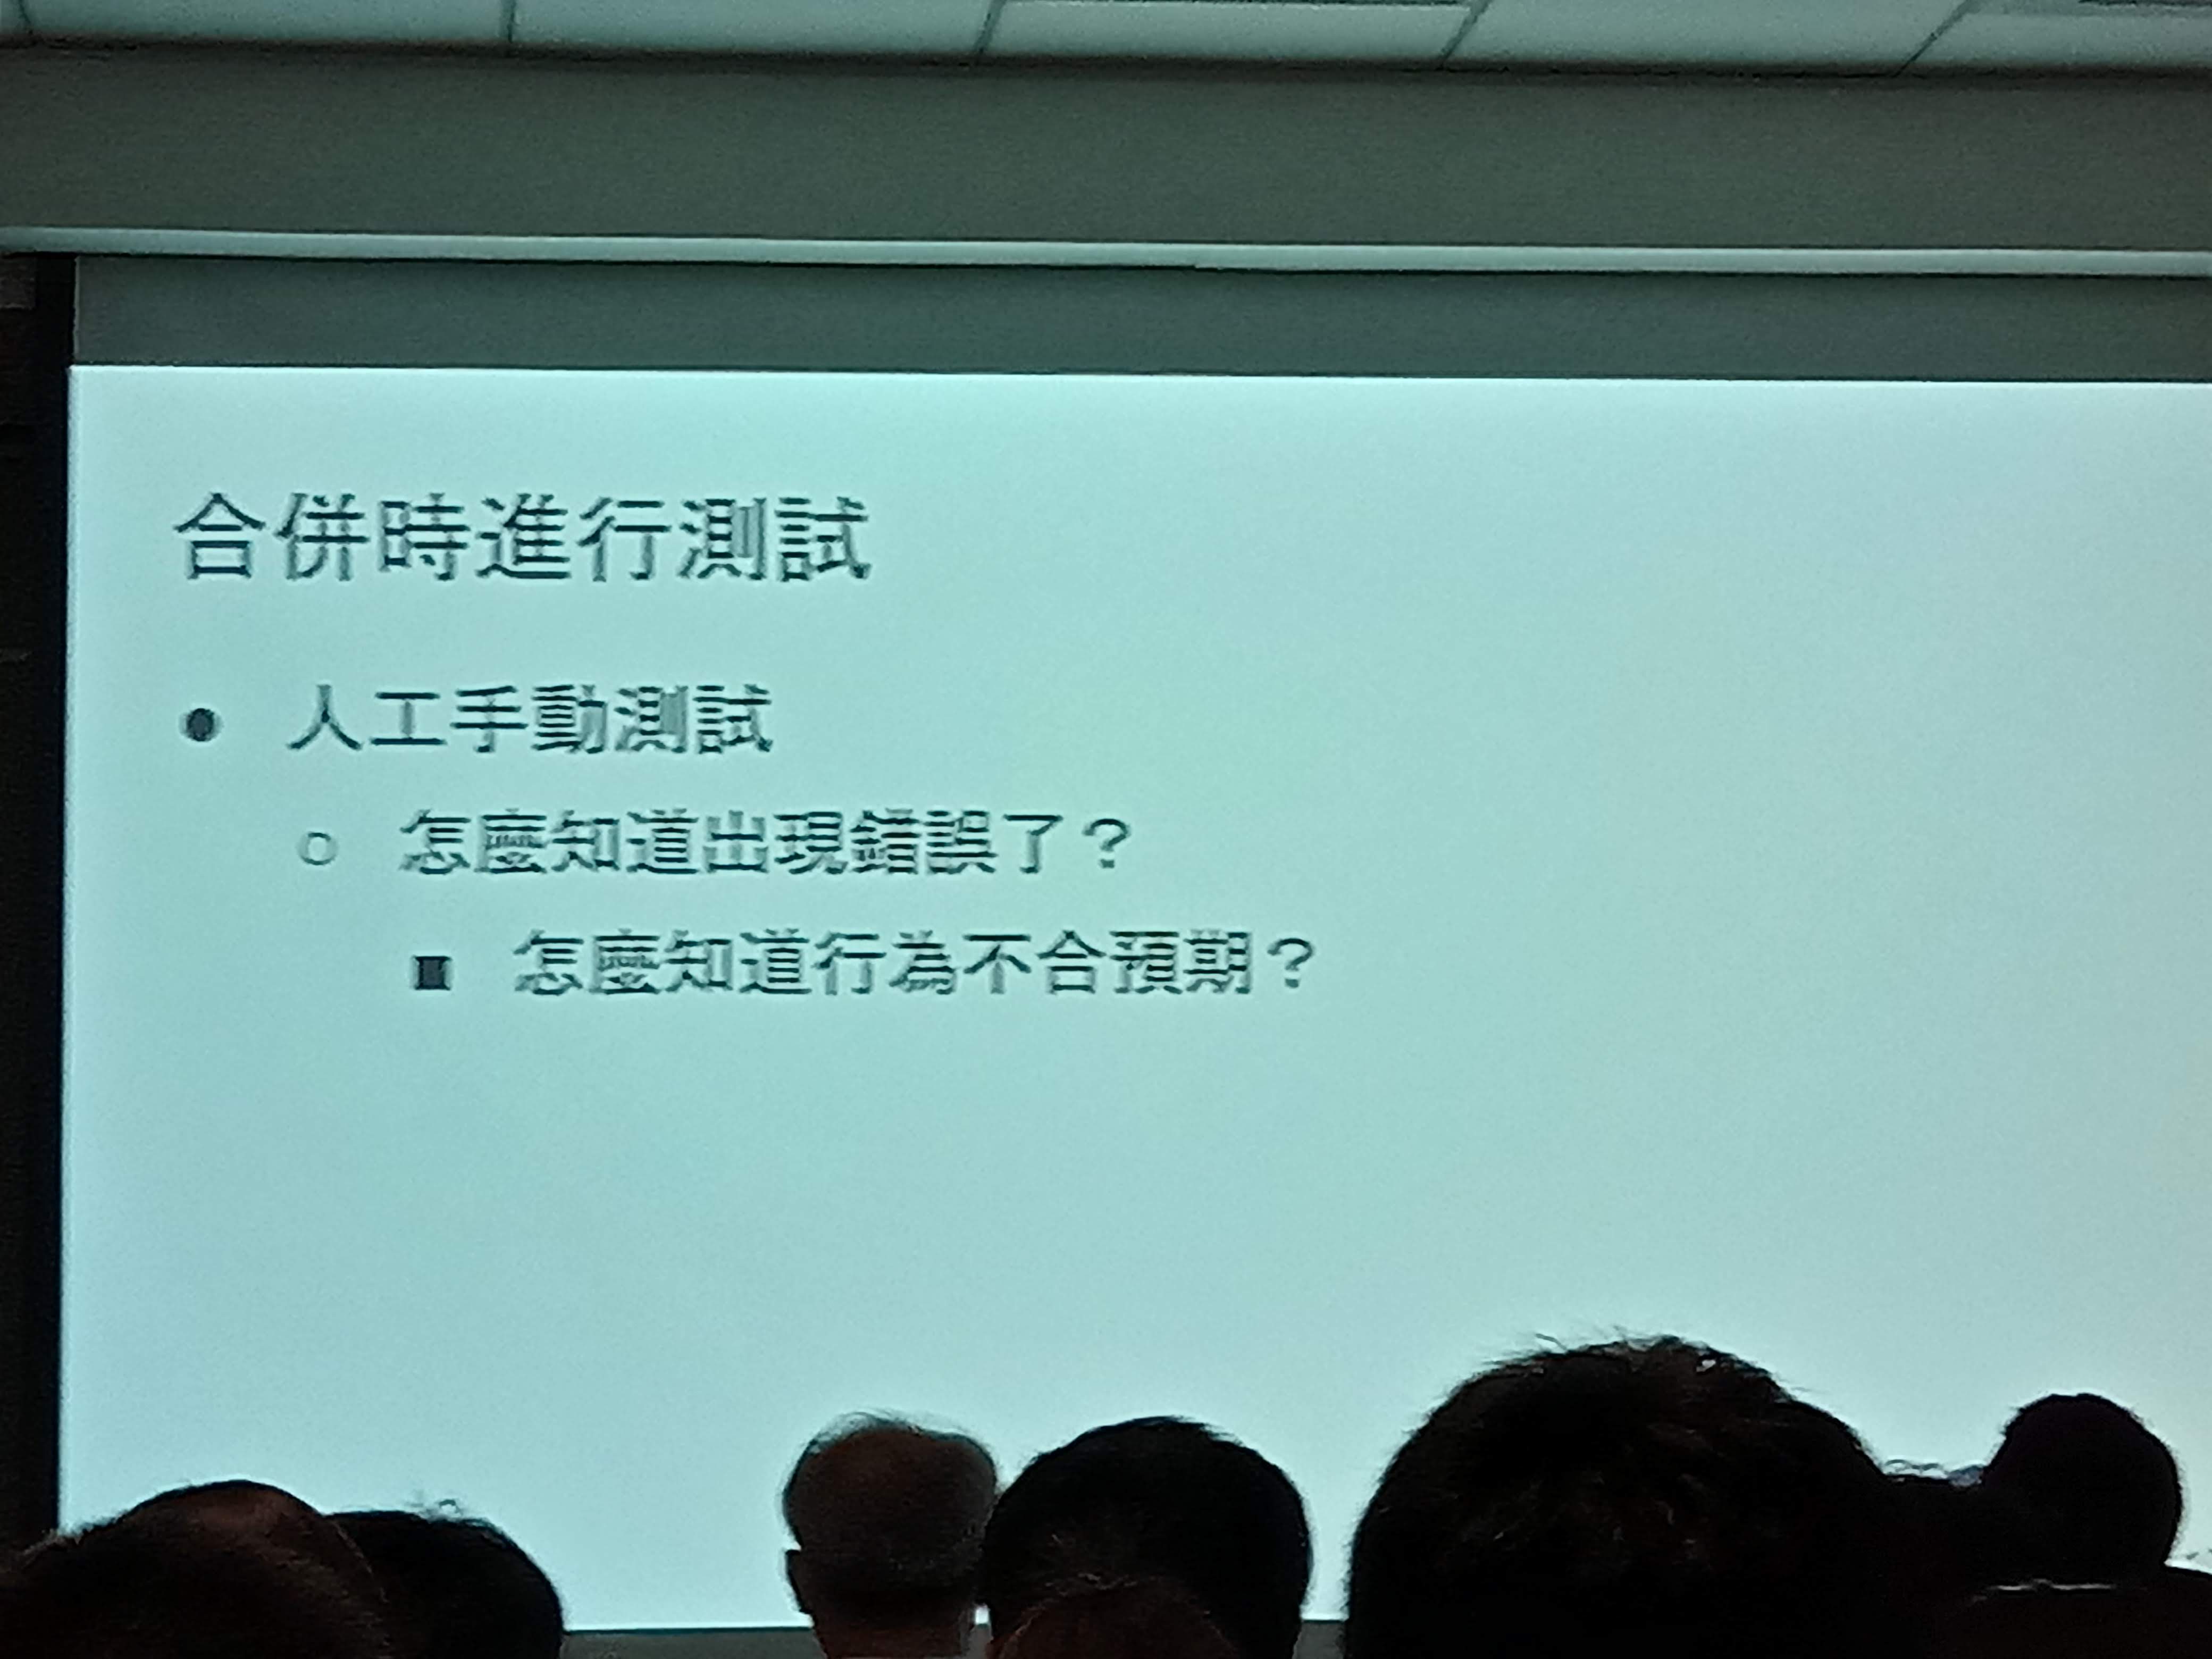 合併時進行測試
● 人工手動測試
○ 怎麼知道出現錯誤了？
■ 怎麼知道行為不合預期？